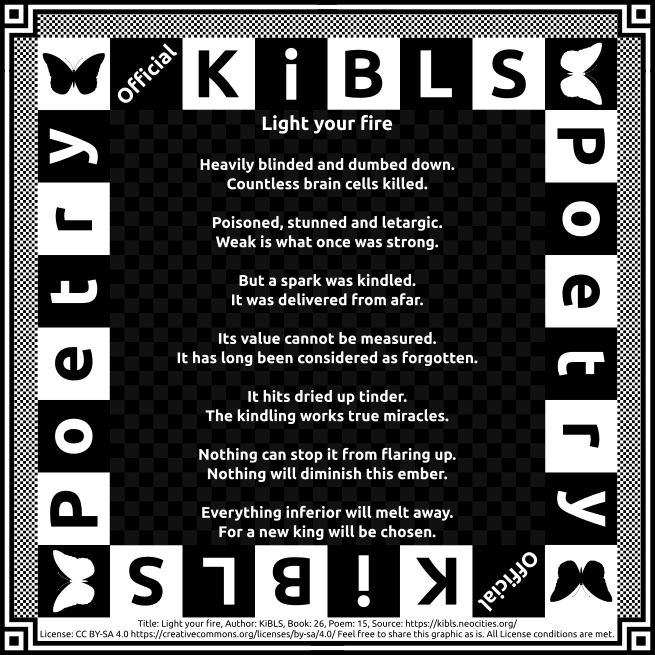 Official
KiBLS
Poetry
Poetry
Light your fire
Heavily blinded and dumbed down.
Countless brain cells killed.
Poisoned, stunned and letargic.
Weak is what once was strong.
But a spark was kindled.
It was delivered from afar.
Its value cannot be measured.
It has long been considered as forgotten.
It hits dried up tinder.
The kindling works true miracles.
Nothing can stop it from flaring up.
Nothing will diminish this ember.
Everything inferior will melt away.
For a new king will be chosen.
Official
KiBLS
Title: Light your fire, Author: KiBLS, Book: 26, Poem: 15, Source: https://kibls.neocities.org/
License: CC BY-SA 4.0 https://creativecommons.org/licenses/by-sa/4.0/ Feel free to share this graphic as is. All License conditions are met.